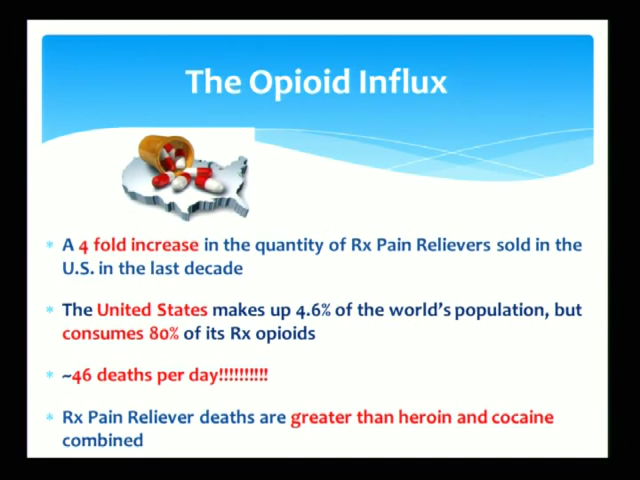 The Opioid Influx
* A 4 fold increase in the quantity of Rx Pain Relievers sold in the
U.S. in the last decade
* The United States makes up 4.6% of the world's population, but
consumes 80% of its Rx opioids
* ~46 deaths per day!!!!!!!!!!
* Rx Pain Reliever deaths are greater than heroin and cocaine
combined